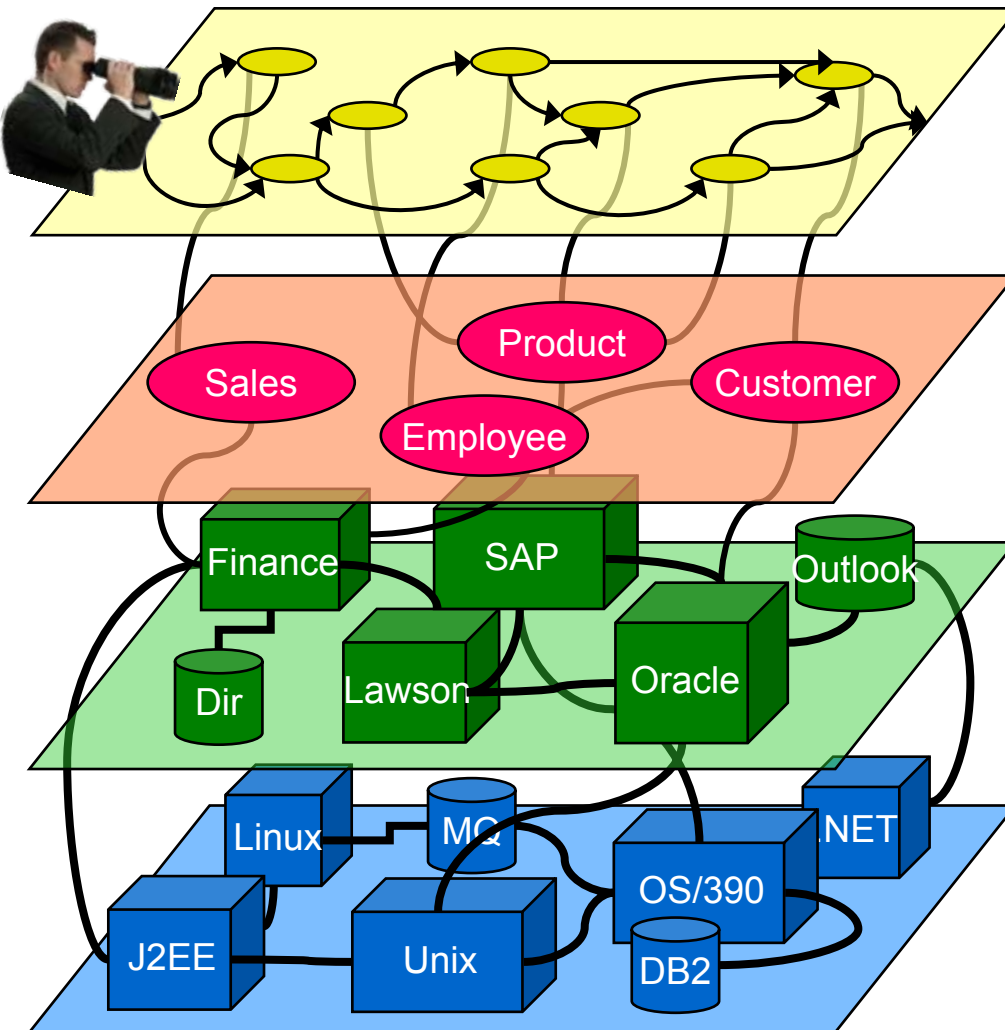 Product
Sales
Customer
Employee
Finance
SAP
Outlook
Dir
Lawson
Oracle
Linux
MQ
.NET
J2EE
Unix
OS/390
DB2